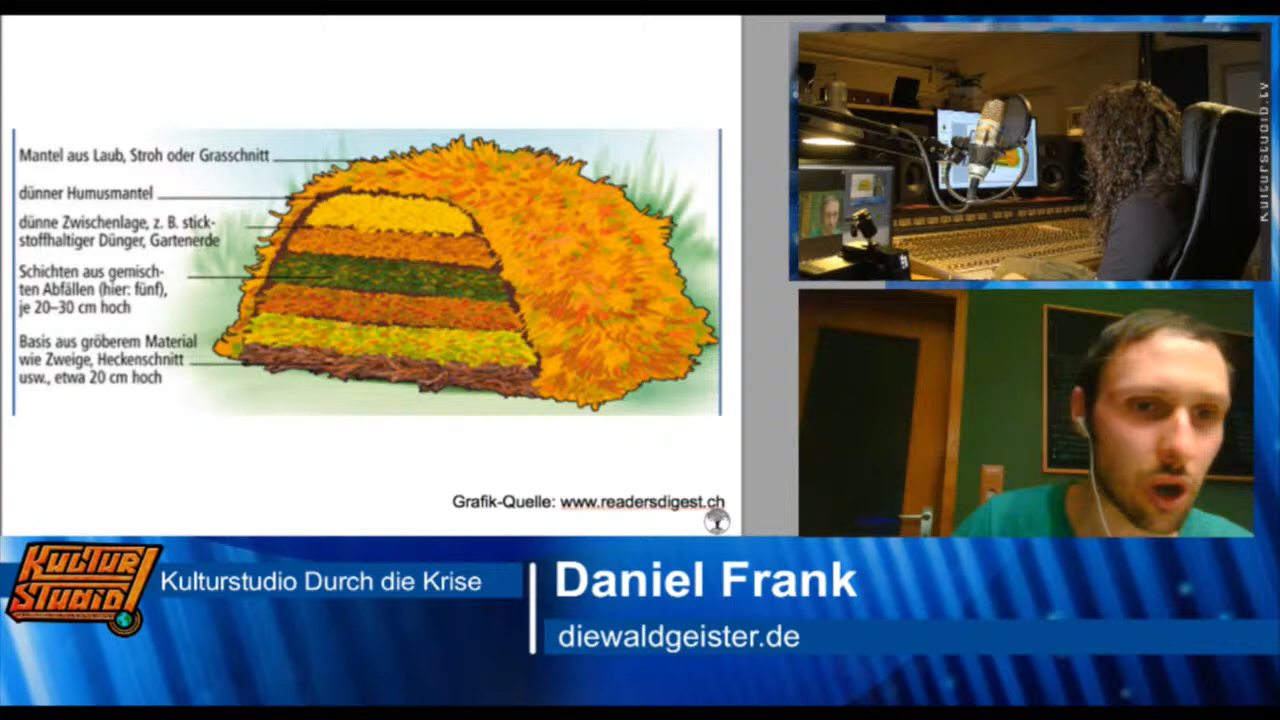 Mantel aus Laub, Stroh oder Grasschnitt
dünner Humusmantel
dünne Zwischenlage, z. B. stick-
stoffhaltiger Dünger, Gartenerde
Schichten aus gemisch-
ten Abfällen (hier: fünf),
je 20–30 cm hoch
Basis aus gröberem Material
wie Zweige, Heckenschnitt
usw., etwa 20 cm hoch
Grafik-Quelle: www.readersdigest.ch
Kulturstudio.tv
KULTUR
STUDIO!
Kulturstudio Durch die Krise
Daniel Frank
diewaldgeister.de